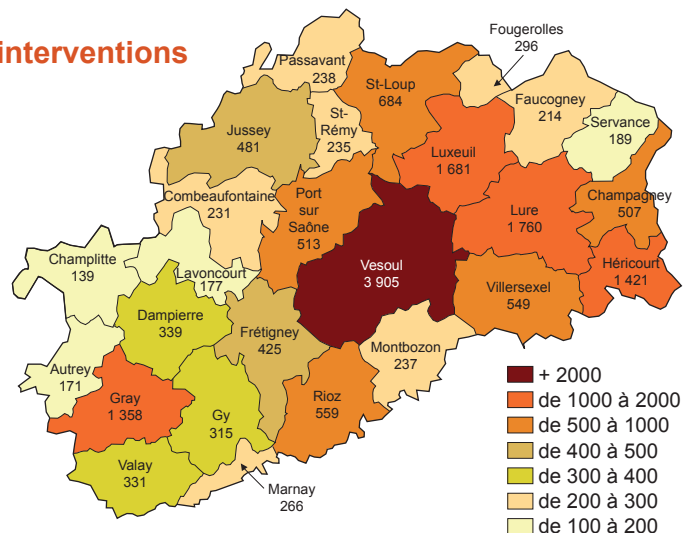 interventions
Fougerolles
296
Passavant
238
St-Loup
684
Faucogney
214
Servance
189
Jussey
481
St-
Rémy
235
Luxeuil
1 681
Combeaufontaine
231
Port
sur
Saône
513
Champagney
507
Lure
1 760
Vesoul
3 905
Champlitte
139
Lavoncourt
177
Héricourt
1 421
Villersexel
549
Dampierre
339
Frétigney
425
Montbozon
237
Autrey
171
Gray
1 358
Gy
315
Rioz
559
Valay
331
Marnay
266
+ 2000
de 1000 à 2000
de 500 à 1000
de 400 à 500
de 300 à 400
de 200 à 300
de 100 à 200